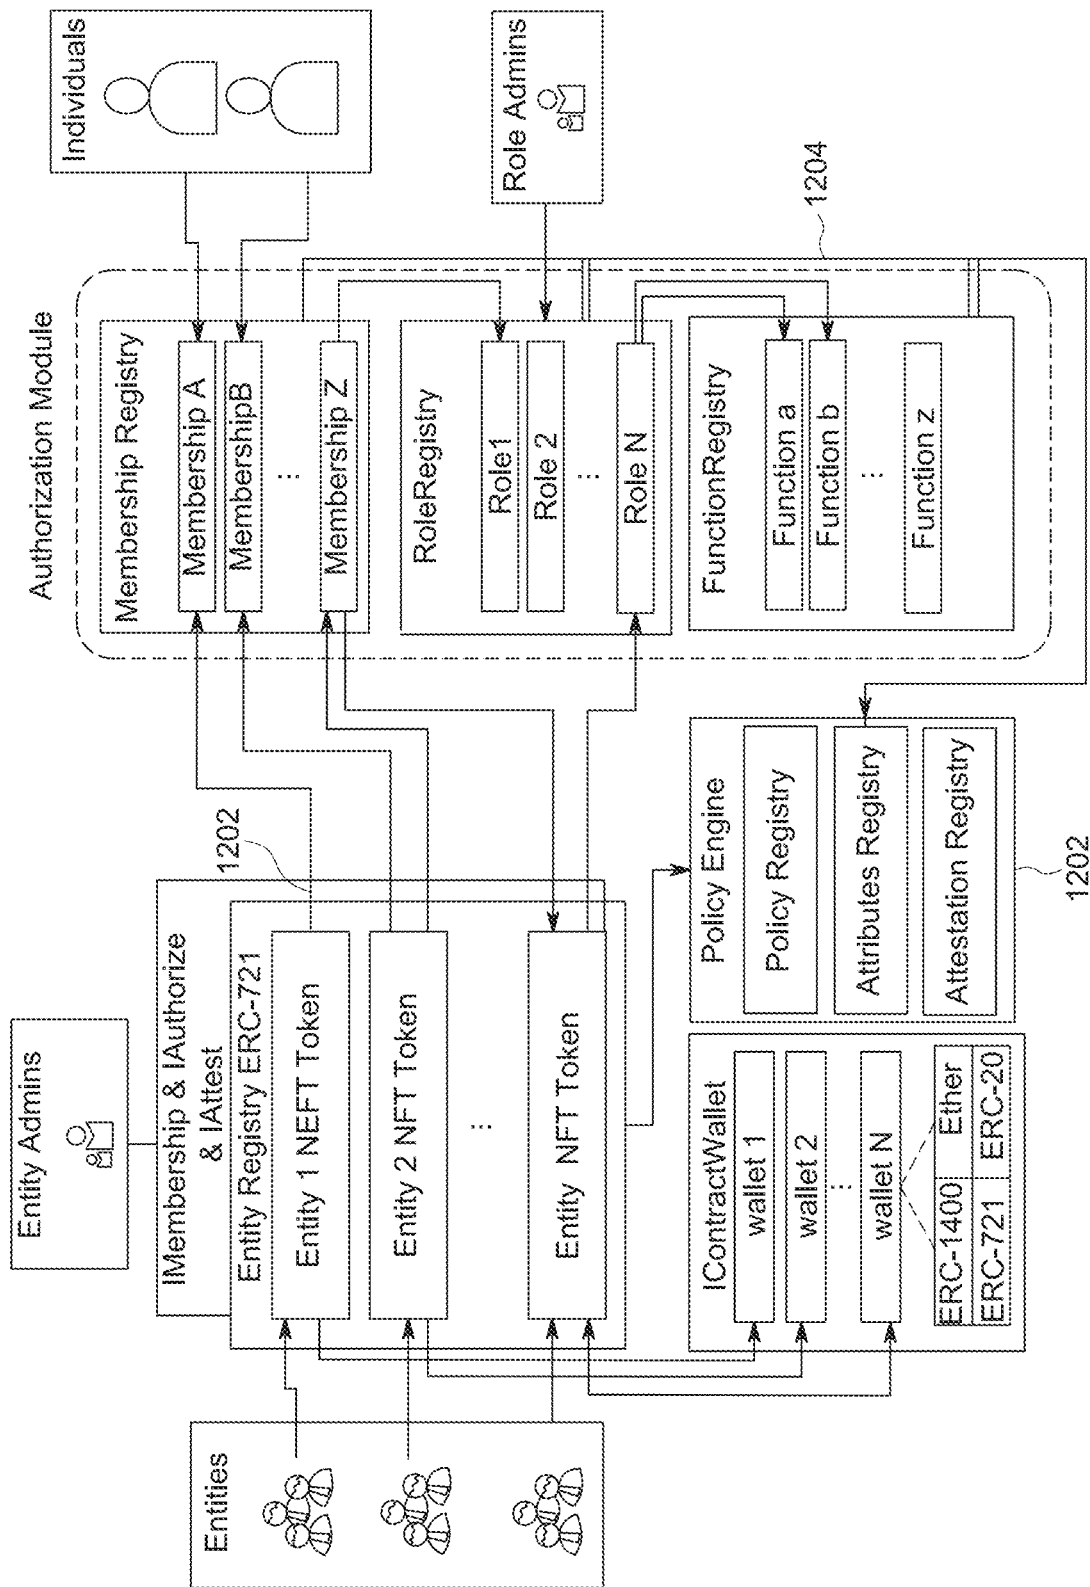 Entity Admins
Authorization Module
Individuals
IMembership & IAuthorize
& IAttest
Entity Registry ERC-721
Entity 1 NEFT Token
Entity 2 NFT Token
...
Entity NFT Token
1202
Membership Registry
Membership A
MembershipB
...
Membership Z
Role Admins
RoleRegistry
Role1
Role 2
...
Role N
1204
FunctionRegistry
Function a
Function b
...
Function z
Entities
IContractWallet
wallet 1
wallet 2
...
wallet N
ERC-1400 Ether
ERC-721 ERC-20
Policy Engine
Policy Registry
Attributes Registry
Attestation Registry
1202